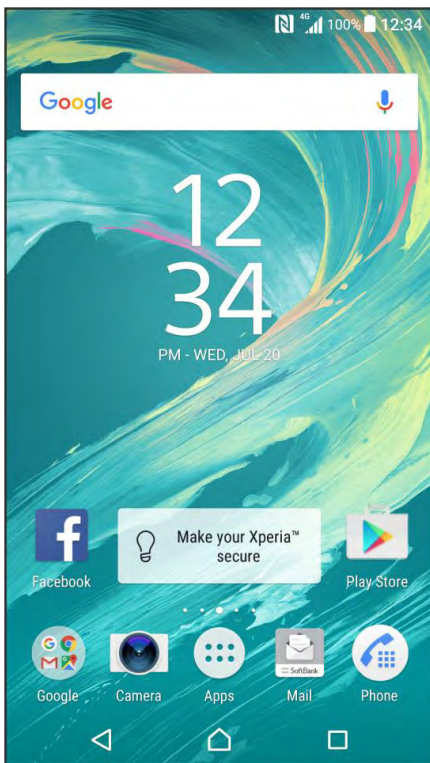 4G 100% 12:34
Google
12
34
PM - WED, JUL 20
Make your Xperia™
secure
Facebook
Play Store
SoftBank
Google Camera Apps Mail Phone